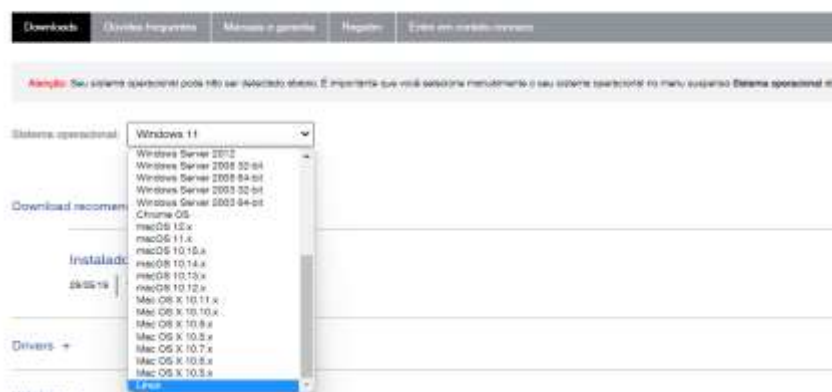 Downloads Dúvidas frequentes Manuais e garantia Registro Entre em contato conosco
Atenção: Seu sistema operacional pode não ser detectado abaixo. É importante que você selecione manualmente o seu sistema operacional no menu suspenso Sistema operacional
Sistema operacional: Windows 11
Windows Server 2012
Windows Server 2008 32-bit
Windows Server 2008 64-bit
Windows Server 2003 32-bit
Windows Server 2003 64-bit
Chrome OS
macOS 12.x
macOS 11.x
macOS 10.15.x
macOS 10.14.x
macOS 10.13.x
macOS 10.12.x
Mac OS X 10.11.x
Mac OS X 10.10.x
Mac OS X 10.9.x
Mac OS X 10.8.x
Mac OS X 10.7.x
Mac OS X 10.6.x
Mac OS X 10.5.x
Linux
Download recomen
Instalado
Drivers +